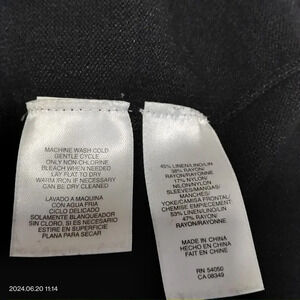 MACHINE WASH COLD
GENTLE CYCLE
ONLY NON-CHLORINE
BLEACH WHEN NEEDED
LAY FLAT TO DRY
WARM IRON IF NECESSARY
CAN BE DRY CLEANED
LAVADO A MAQUINA
CON AGUA FRIA
CICLO DELICADO
SOLAMENTE BLANQUEADOR
SIN CLORO. SI ES NECESARIO
ESTIRE EN SUPERFICIE
PLANA PARA SECAR
45% LINEN/LINO/LIN
38% RAYON/
RAYON/RAYONNE
17% NYLON/
NILON/NYLON
SLEEVES/MANGAS/
MANCHES/
YOKE/CAMISA FRONT/
CHEMISE EMPIECEMENT
53% LINEN/LINO/LIN
47% RAYON/
RAYON/RAYONNE
MADE IN CHINA
HECHO EN CHINA
FAIT EN CHINE
RN 54050
CA 08349
2024.06.20 11:14